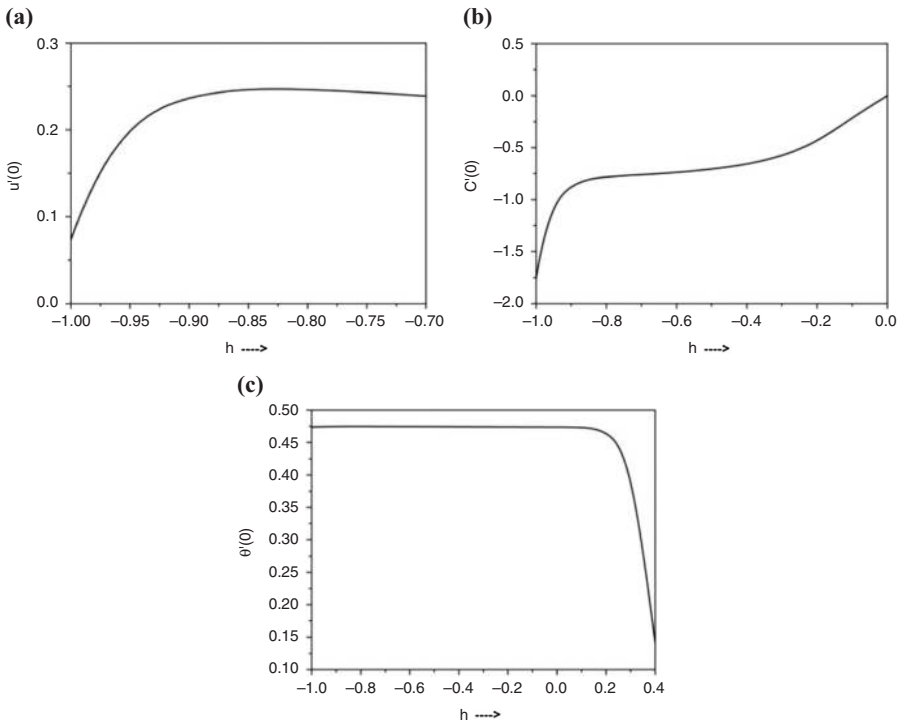 (a)
0.3
0.2
0.1
0.0
u'(0)
−1.00 −0.95 −0.90 −0.85 −0.80 −0.75 −0.70
h ---->
(b)
0.5
0.0
−0.5
−1.0
−1.5
−2.0
C'(0)
−1.0 −0.8 −0.6 −0.4 −0.2 0.0
h ---->
(c)
0.50
0.45
0.40
0.35
0.30
0.25
0.20
0.15
0.10
θ'(0)
−1.0 −0.8 −0.6 −0.4 −0.2 0.0 0.2 0.4
h ---->